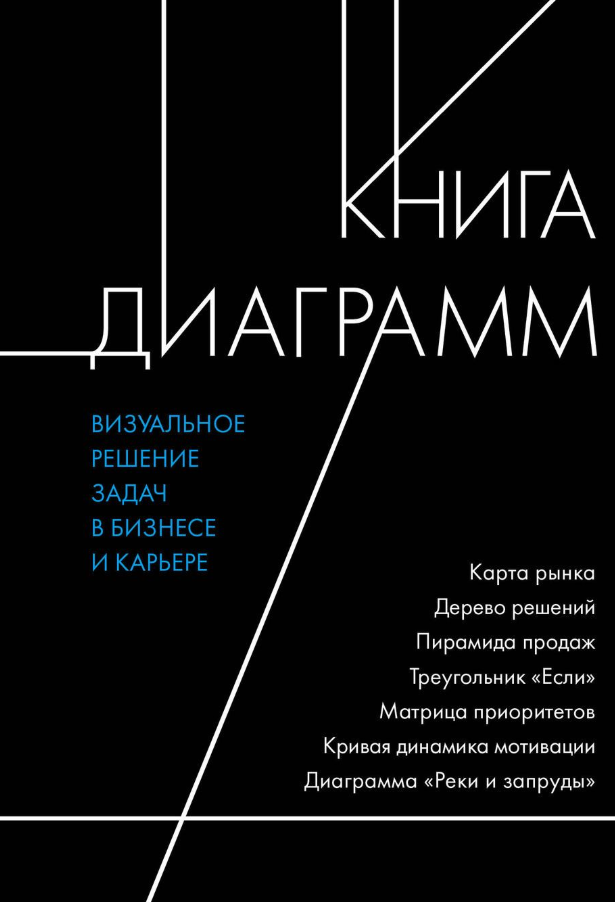 КНИГА
ДИАГРАММ
ВИЗУАЛЬНОЕ
РЕШЕНИЕ
ЗАДАЧ
В БИЗНЕСЕ
И КАРЬЕРЕ
Карта рынка
Дерево решений
Пирамида продаж
Треугольник «Если»
Матрица приоритетов
Кривая динамика мотивации
Диаграмма «Реки и запруды»